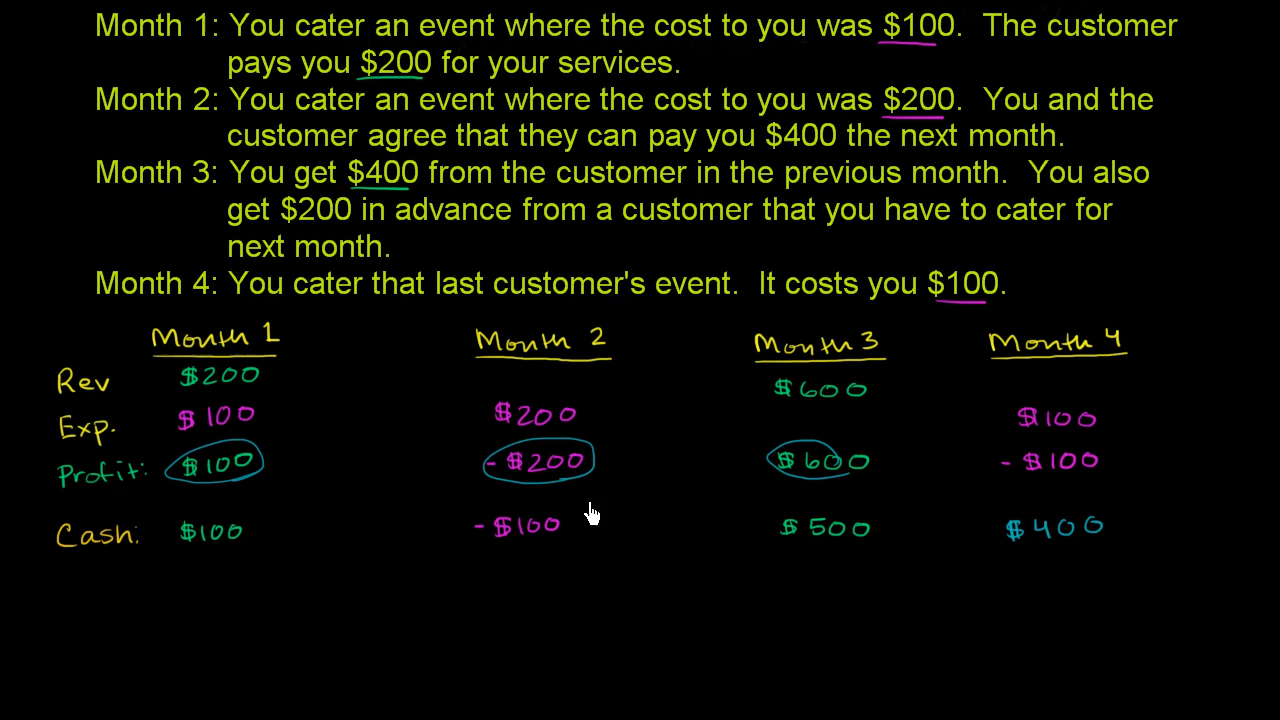 Month 1: You cater an event where the cost to you was $100. The customer
pays you $200 for your services.
Month 2: You cater an event where the cost to you was $200. You and the
customer agree that they can pay you $400 the next month.
Month 3: You get $400 from the customer in the previous month. You also
get $200 in advance from a customer that you have to cater for
next month.
Month 4: You cater that last customer's event. It costs you $100.
Month 1 Month 2 Month 3 Month 4
Rev $200 $600
Exp. $100 $200 $100
Profit: $100 - $200 $600 - $100
Cash: $100 - $100 $500 $400